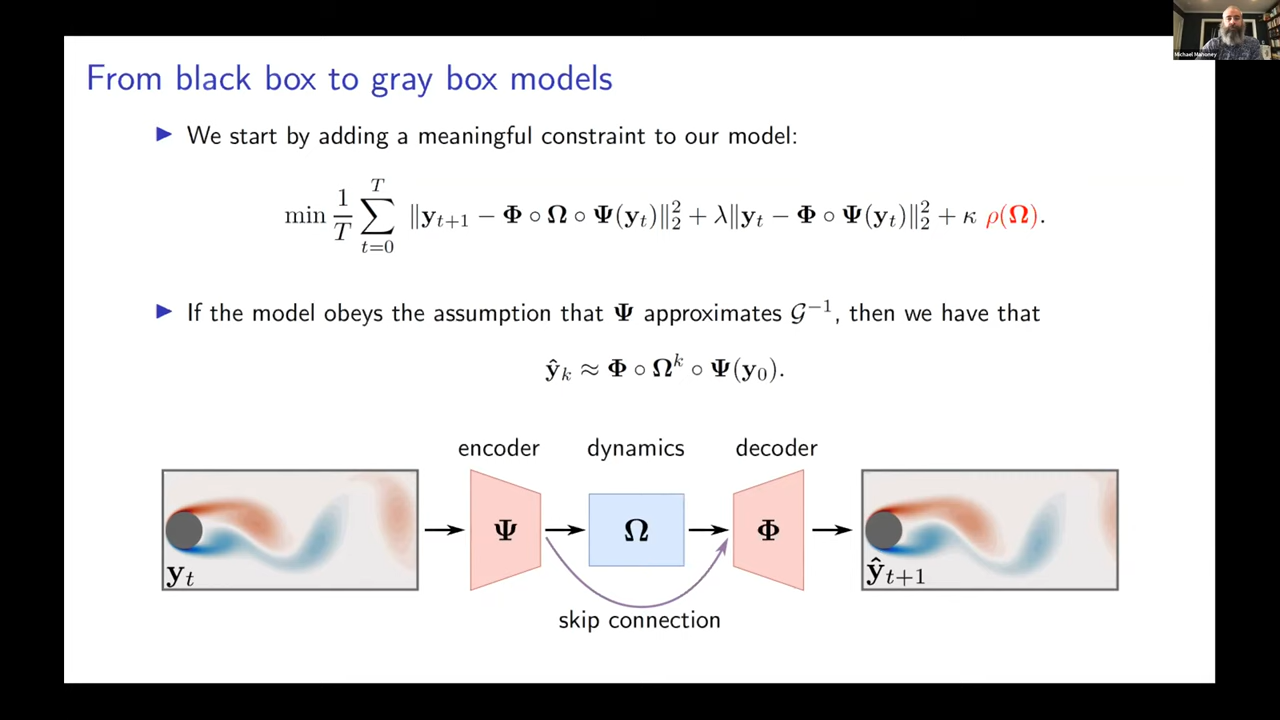 Michael Mahoney
From black box to gray box models
▶ We start by adding a meaningful constraint to our model:
min 1/T ∑_{t=0}^{T} ‖y_{t+1} − Φ ∘ Ω ∘ Ψ(y_t)‖₂² + λ‖y_t − Φ ∘ Ψ(y_t)‖₂² + κ ρ(Ω).
▶ If the model obeys the assumption that Ψ approximates 𝒢⁻¹, then we have that
ŷ_k ≈ Φ ∘ Ω^k ∘ Ψ(y_0).
encoder dynamics decoder
Ψ Ω Φ
y_t ŷ_{t+1}
skip connection